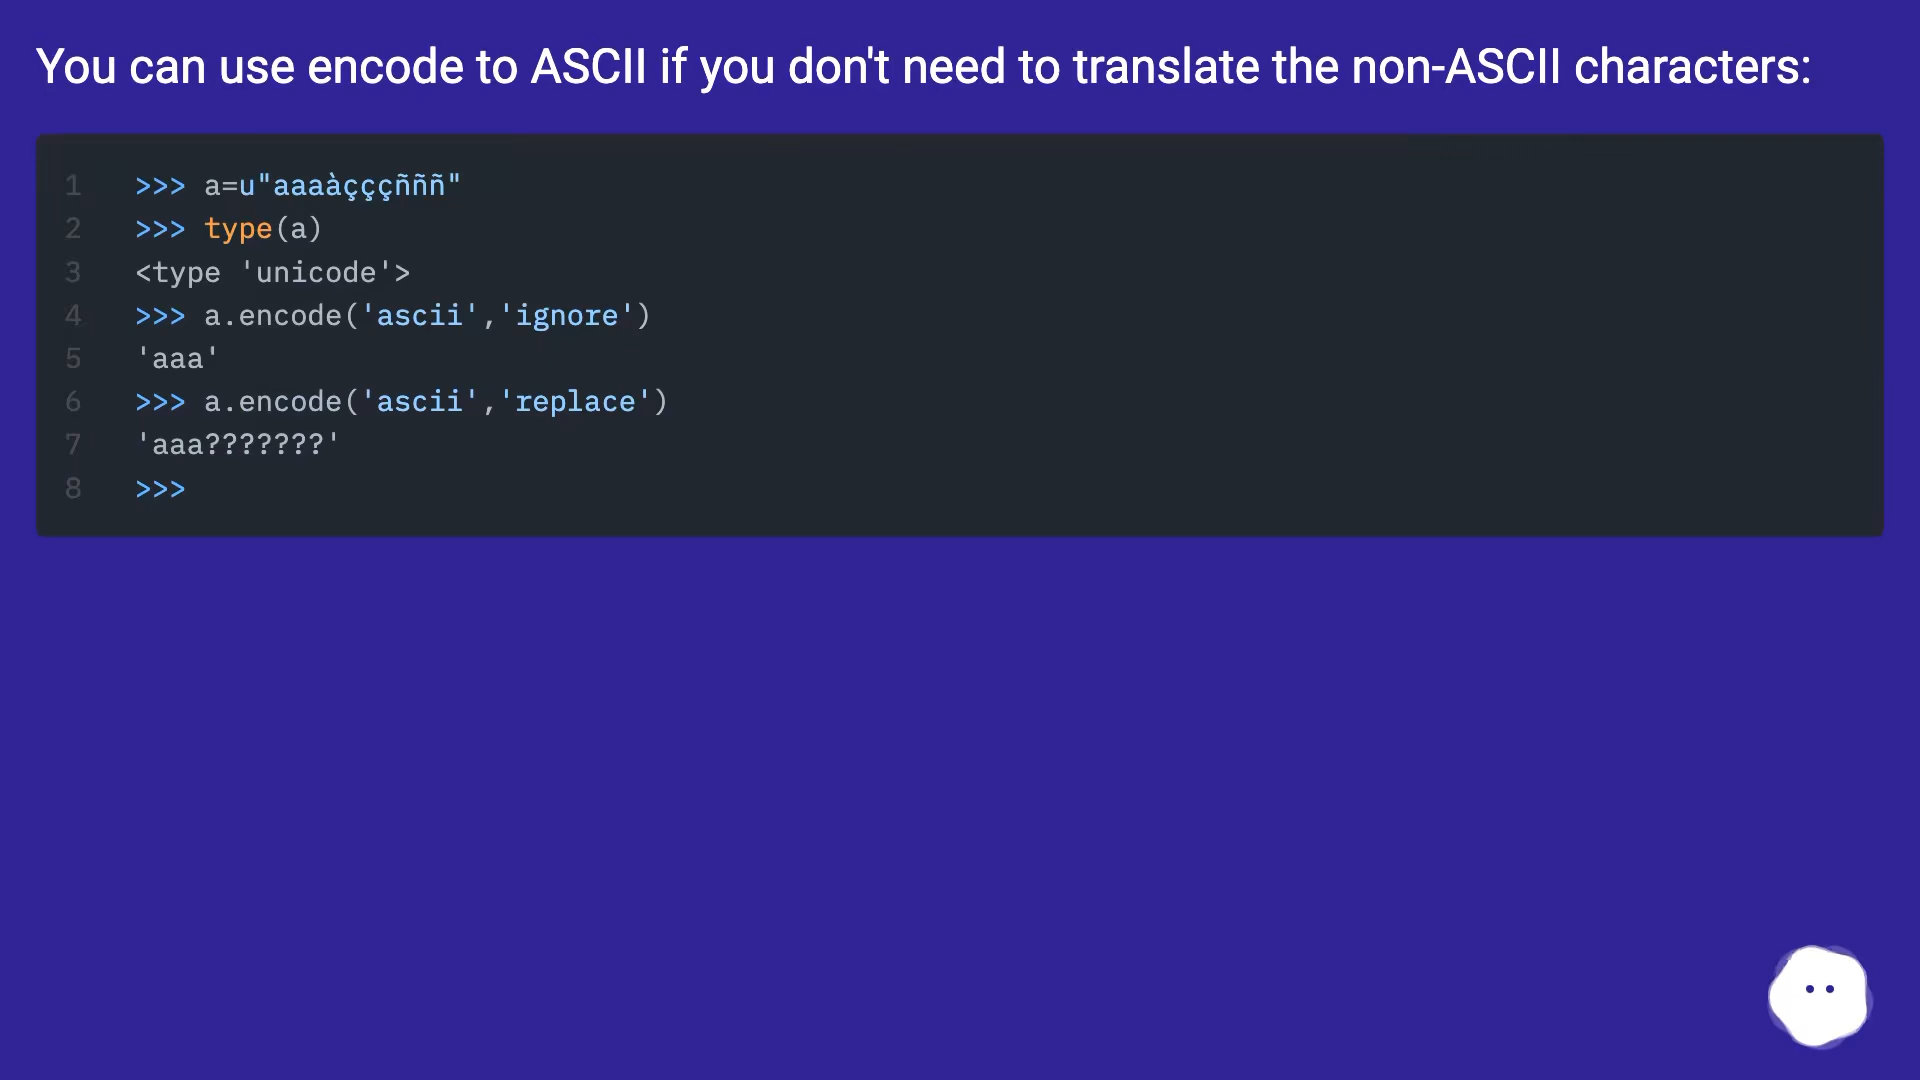 You can use encode to ASCII if you don't need to translate the non-ASCII characters:
1 >>> a=u"aaaàçççñññ"
2 >>> type(a)
3 <type 'unicode'>
4 >>> a.encode('ascii','ignore')
5 'aaa'
6 >>> a.encode('ascii','replace')
7 'aaa???????'
8 >>>